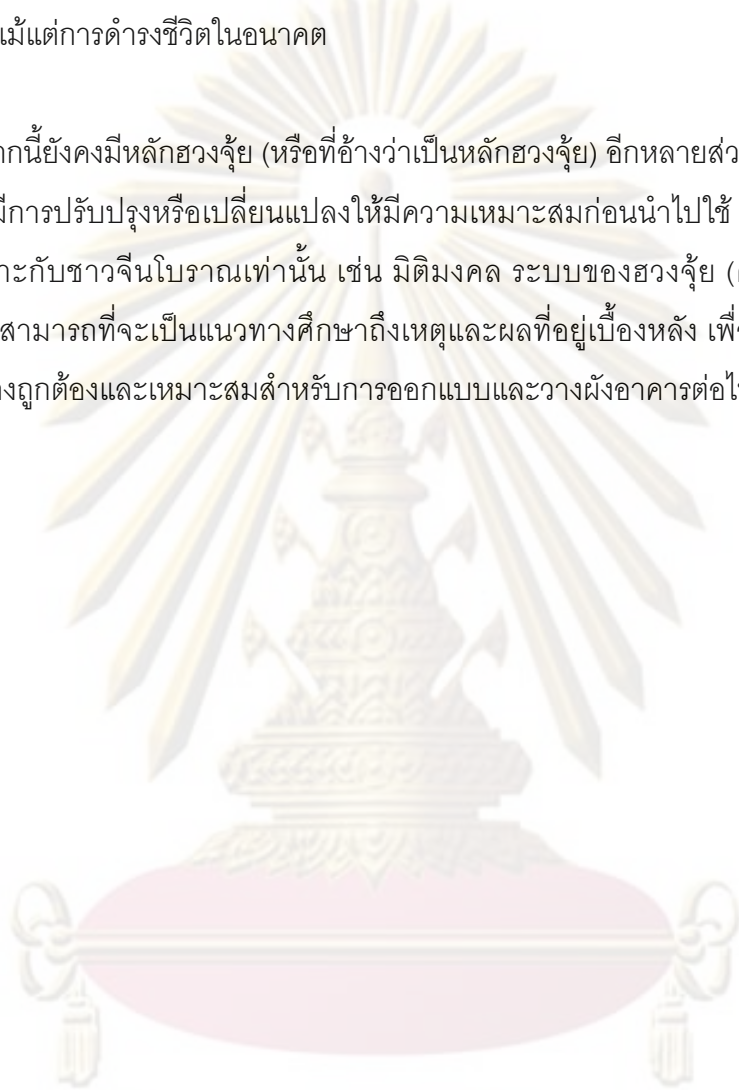 แม้แต่การดำรงชีวิตในอนาคต
กนี้ยังคงมีหลักฮวงจุ้ย (หรือที่อ้างว่าเป็นหลักฮวงจุ้ย) อีกหลายส่ว
มีการปรับปรุงหรือเปลี่ยนแปลงให้มีความเหมาะสมก่อนนำไปใช้
าะกับชาวจีนโบราณเท่านั้น เช่น มิติมงคล ระบบของฮวงจุ้ย
สามารถที่จะเป็นแนวทางศึกษาถึงเหตุและผลที่อยู่เบื้องหลัง เพื่
งถูกต้องและเหมาะสมสำหรับการออกแบบและวางผังอาคารต่อไ